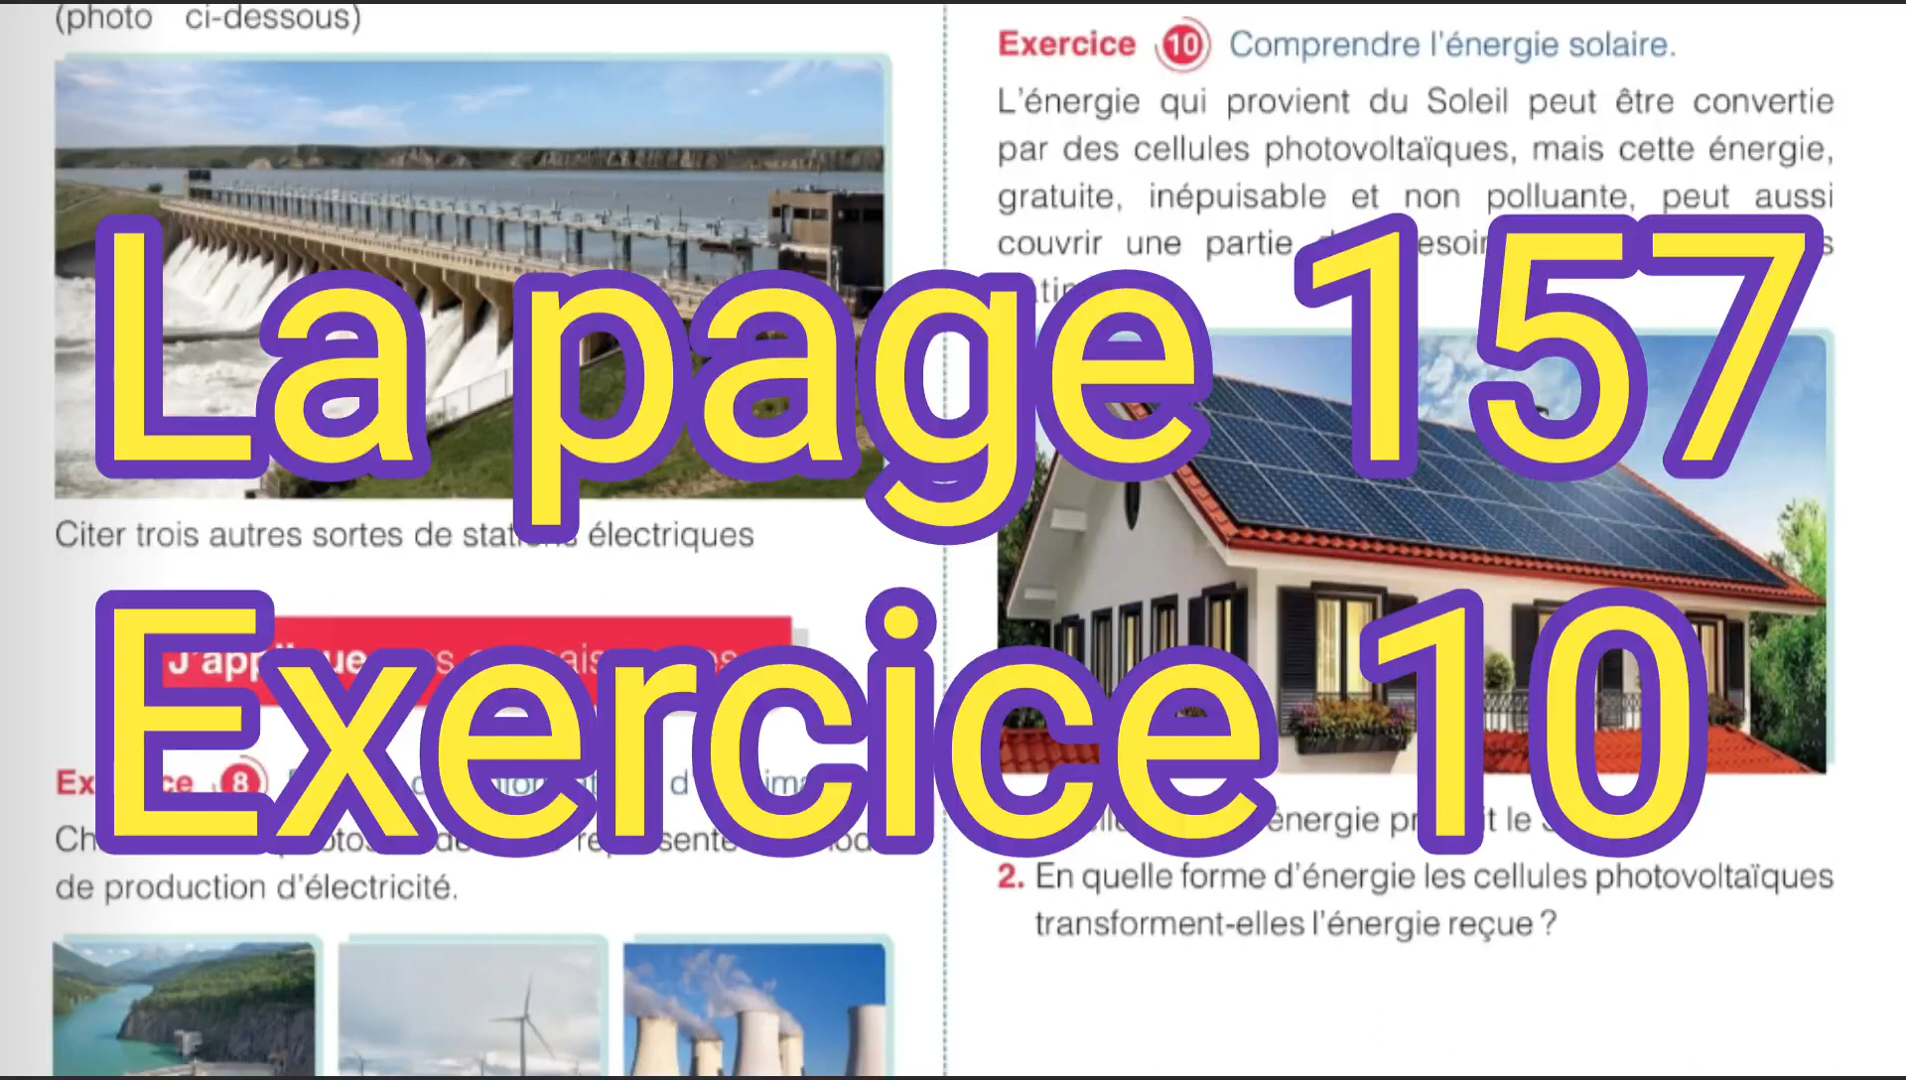 (photo ci-dessous)
Citer trois autres sortes de électriques
de production d'électricité.
Exercice 10 Comprendre l'énergie solaire.
L'énergie qui provient du Soleil peut être convertie
par des cellules photovoltaïques, mais cette énergie,
gratuite, inépuisable et non polluante, peut aussi
couvrir une partie
énergie
2. En quelle forme d'énergie les cellules photovoltaïques
transforment-elles l'énergie reçue ?
La page 157
Exercice 10
8